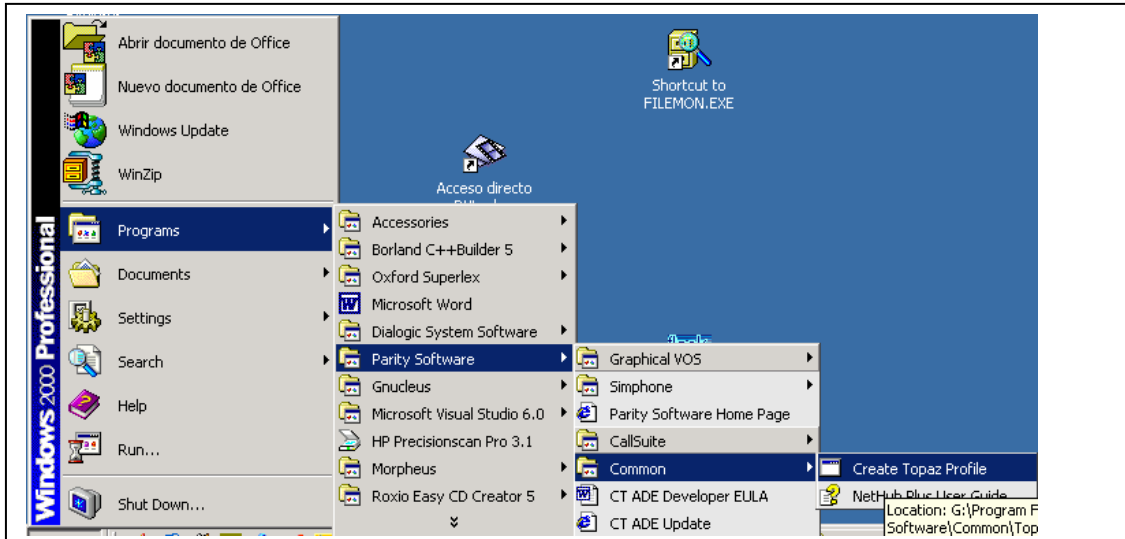 Abrir documento de Office
Nuevo documento de Office
Windows Update
WinZip
Programs
Documents
Settings
Search
Help
Run...
Shut Down...
Windows 2000 Professional
Shortcut to
FILEMON.EXE
Acceso directo
Accessories
Borland C++Builder 5
Oxford Superlex
Microsoft Word
Dialogic System Software
Parity Software
Gnucleus
Microsoft Visual Studio 6.0
HP Precisionscan Pro 3.1
Morpheus
Roxio Easy CD Creator 5
Graphical VOS
Simphone
Parity Software Home Page
CallSuite
Common
CT ADE Developer EULA
CT ADE Update
Create Topaz Profile
NetHub Plus User Guide
Location: G:\Program F
Software\Common\Top